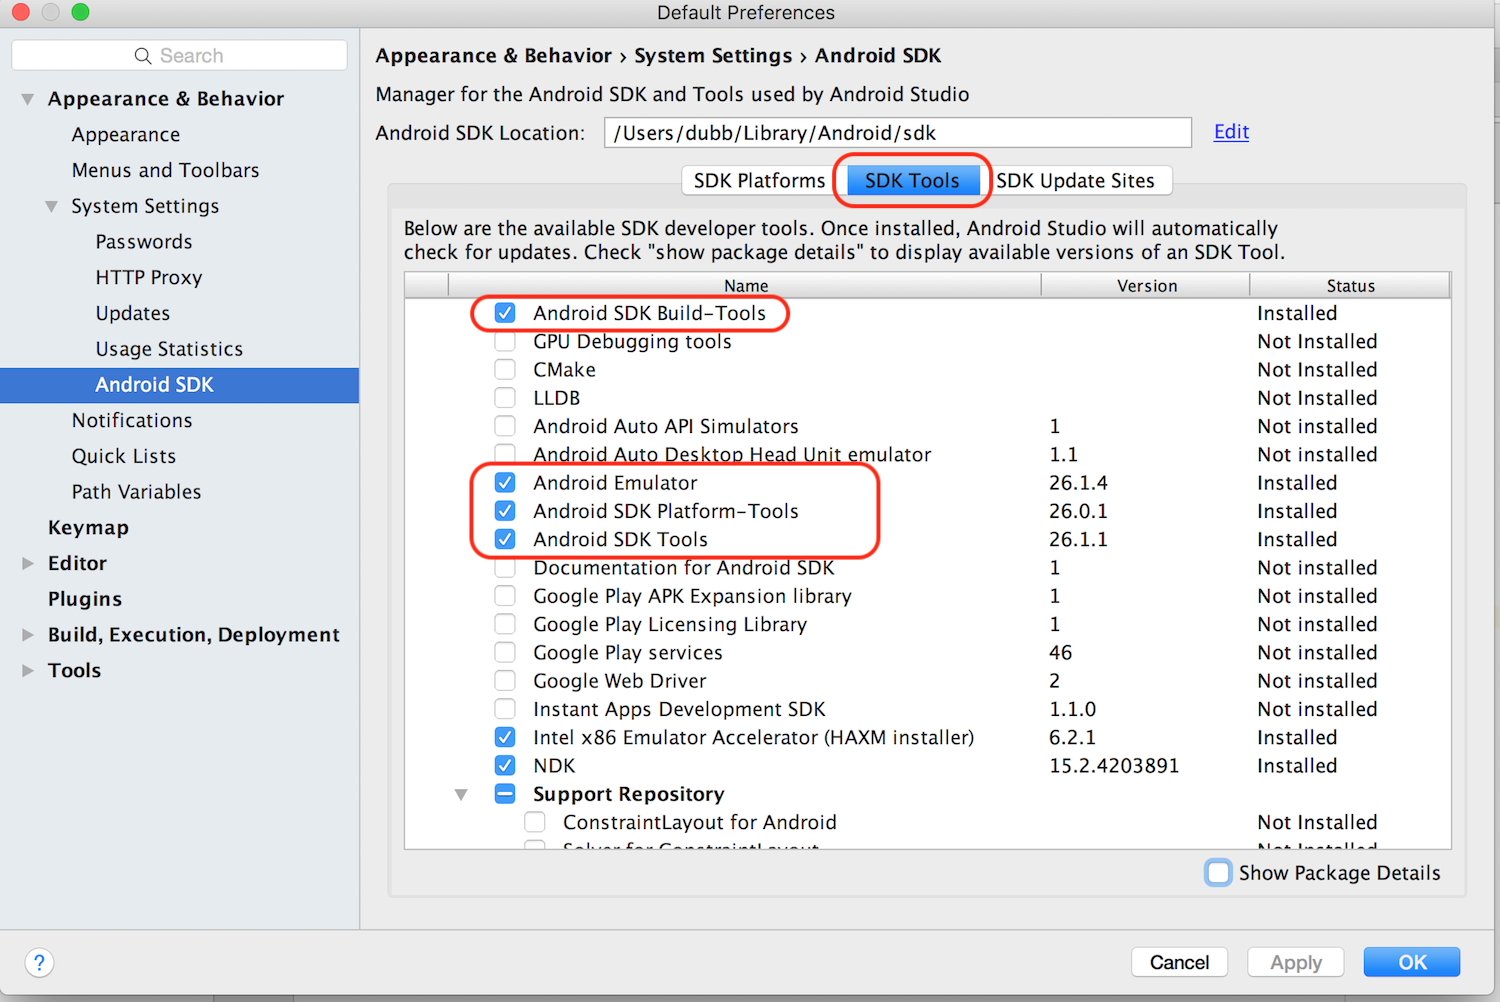 Default Preferences
Search
Appearance & Behavior
Appearance
Menus and Toolbars
System Settings
Passwords
HTTP Proxy
Updates
Usage Statistics
Android SDK
Notifications
Quick Lists
Path Variables
Keymap
Editor
Plugins
Build, Execution, Deployment
Tools
Appearance & Behavior › System Settings › Android SDK
Manager for the Android SDK and Tools used by Android Studio
Android SDK Location: /Users/dubb/Library/Android/sdk Edit
SDK Platforms SDK Tools SDK Update Sites
Below are the available SDK developer tools. Once installed, Android Studio will automatically
check for updates. Check "show package details" to display available versions of an SDK Tool.
Name Version Status
Android SDK Build-Tools Installed
GPU Debugging tools Not Installed
CMake Not Installed
LLDB Not Installed
Android Auto API Simulators 1 Not installed
Android Auto Desktop Head Unit emulator 1.1 Not installed
Android Emulator 26.1.4 Installed
Android SDK Platform-Tools 26.0.1 Installed
Android SDK Tools 26.1.1 Installed
Documentation for Android SDK 1 Not installed
Google Play APK Expansion library 1 Not installed
Google Play Licensing Library 1 Not installed
Google Play services 46 Not installed
Google Web Driver 2 Not installed
Instant Apps Development SDK 1.1.0 Not installed
Intel x86 Emulator Accelerator (HAXM installer) 6.2.1 Installed
NDK 15.2.4203891 Installed
Support Repository
ConstraintLayout for Android Not Installed
Solver for ConstraintLayout Not Installed
Show Package Details
? Cancel Apply OK